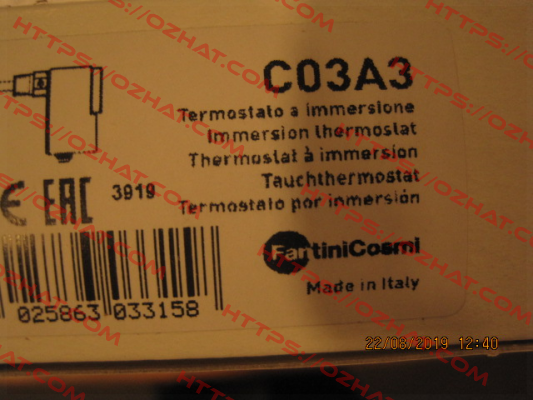 C03A3
Termostato a immersione
Immersion thermostat
Thermostat à immersion
Tauchthermostat
Termostato por inmersión
CE EAC 3919
FantiniCosmi
Made in Italy
025863 033158
22/08/2019 12:40
HTTPS://OZHAT.COM